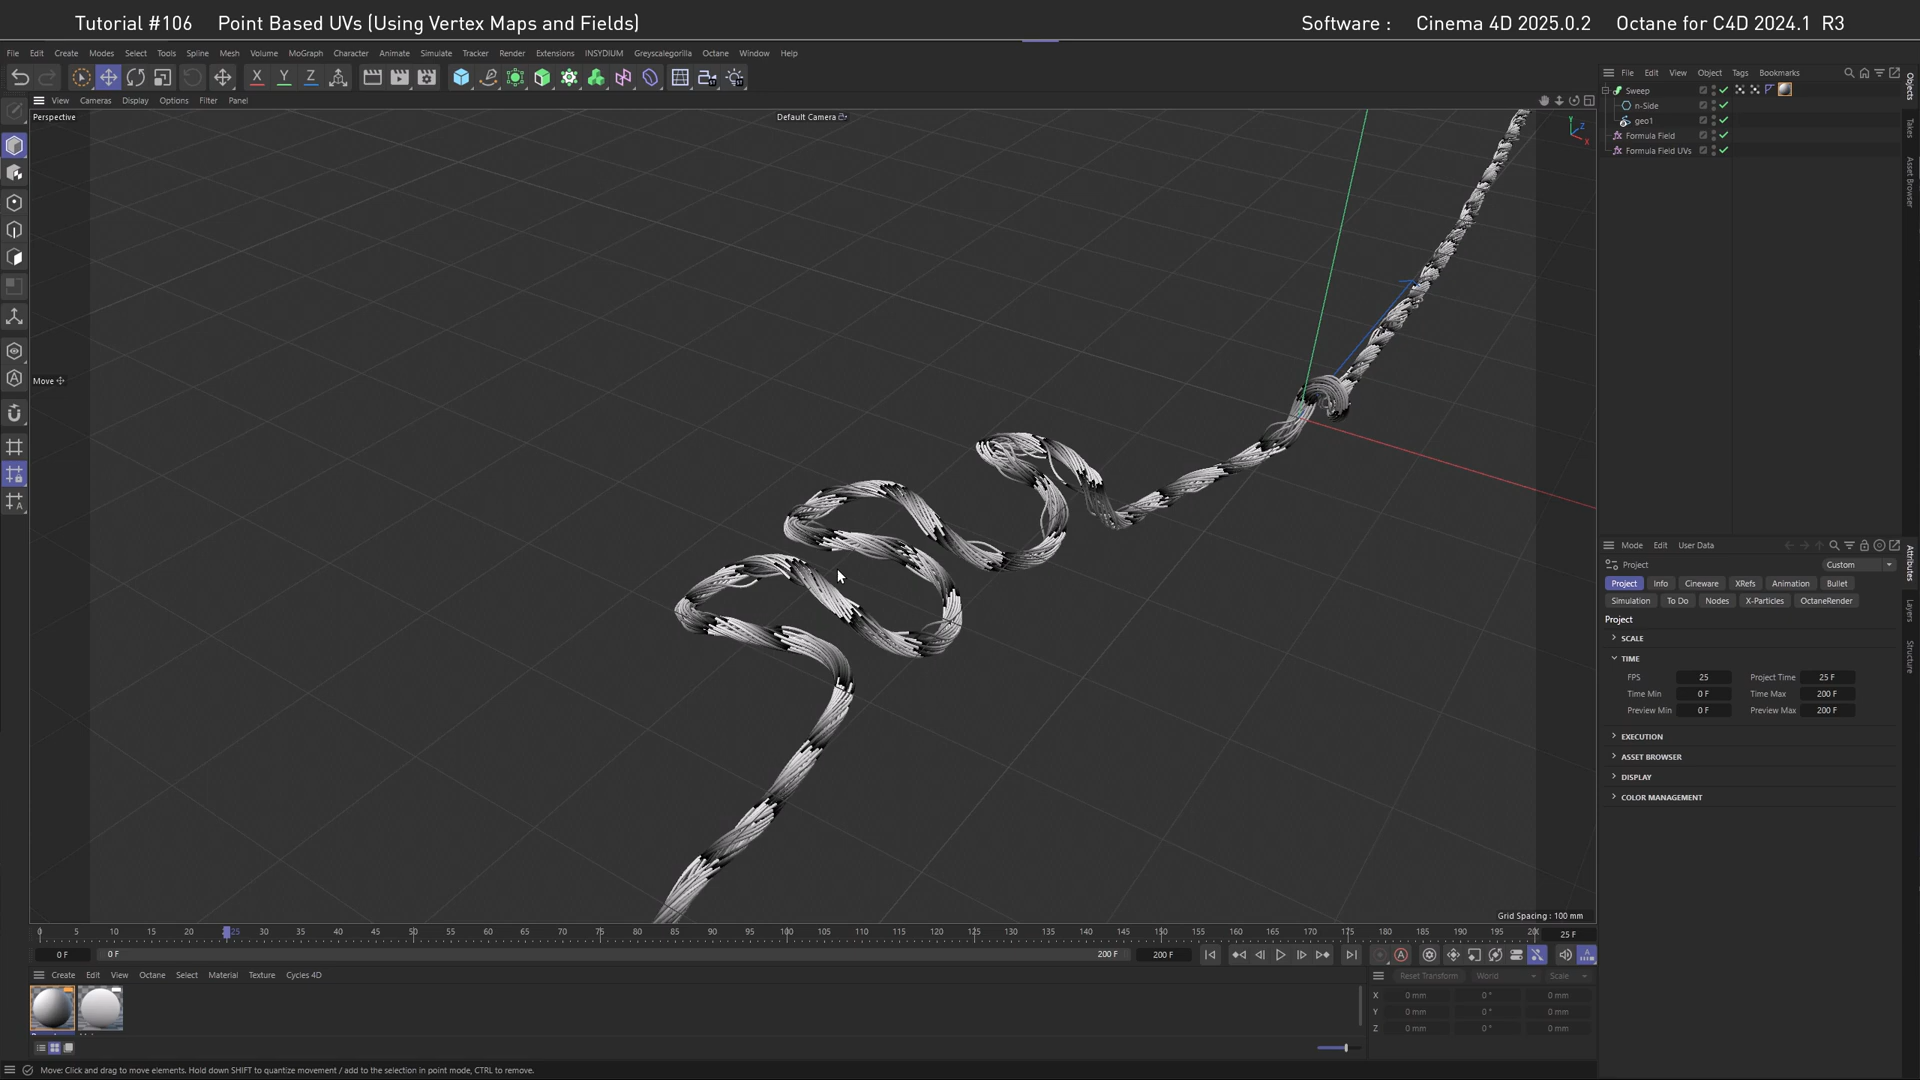 Tutorial #106 Point Based UVs (Using Vertex Maps and Fields) Software : Cinema 4D 2025.0.2 Octane for C4D 2024.1 R3
File Edit Create Modes Select Tools Spline Mesh Volume MoGraph Character Animate Simulate Tracker Render Extensions INSYDIUM Greyscalegorilla Octane Window Help
X Y Z
File Edit View Object Tags Bookmarks
Objects
Takes
Asset Browser
Sweep
n-Side
geo1
Formula Field
Formula Field UVs
View Cameras Display Options Filter Panel
Perspective
Default Camera
Y
Z
X
Move
Grid Spacing : 100 mm
Mode Edit User Data
Attributes
Layers
Structure
Project Custom
Project Info Cineware XRefs Animation Bullet
Simulation To Do Nodes X-Particles OctaneRender
Project
SCALE
TIME
FPS 25 Project Time 25 F
Time Min 0 F Time Max 200 F
Preview Min 0 F Preview Max 200 F
EXECUTION
ASSET BROWSER
DISPLAY
COLOR MANAGEMENT
0 5 10 15 20 25 30 35 40 45 50 55 60 65 70 75 80 85 90 95 100 105 110 115 120 125 130 135 140 145 150 155 160 165 170 175 180 185 190 195 20 25 F
0 F 0 F 200 F 200 F
Create Edit View Octane Select Material Texture Cycles 4D
Reset Transform World Scale
X 0 mm 0 ° 0 mm
Y 0 mm 0 ° 0 mm
Z 0 mm 0 ° 0 mm
Move: Click and drag to move elements. Hold down SHIFT to quantize movement / add to the selection in point mode, CTRL to remove.